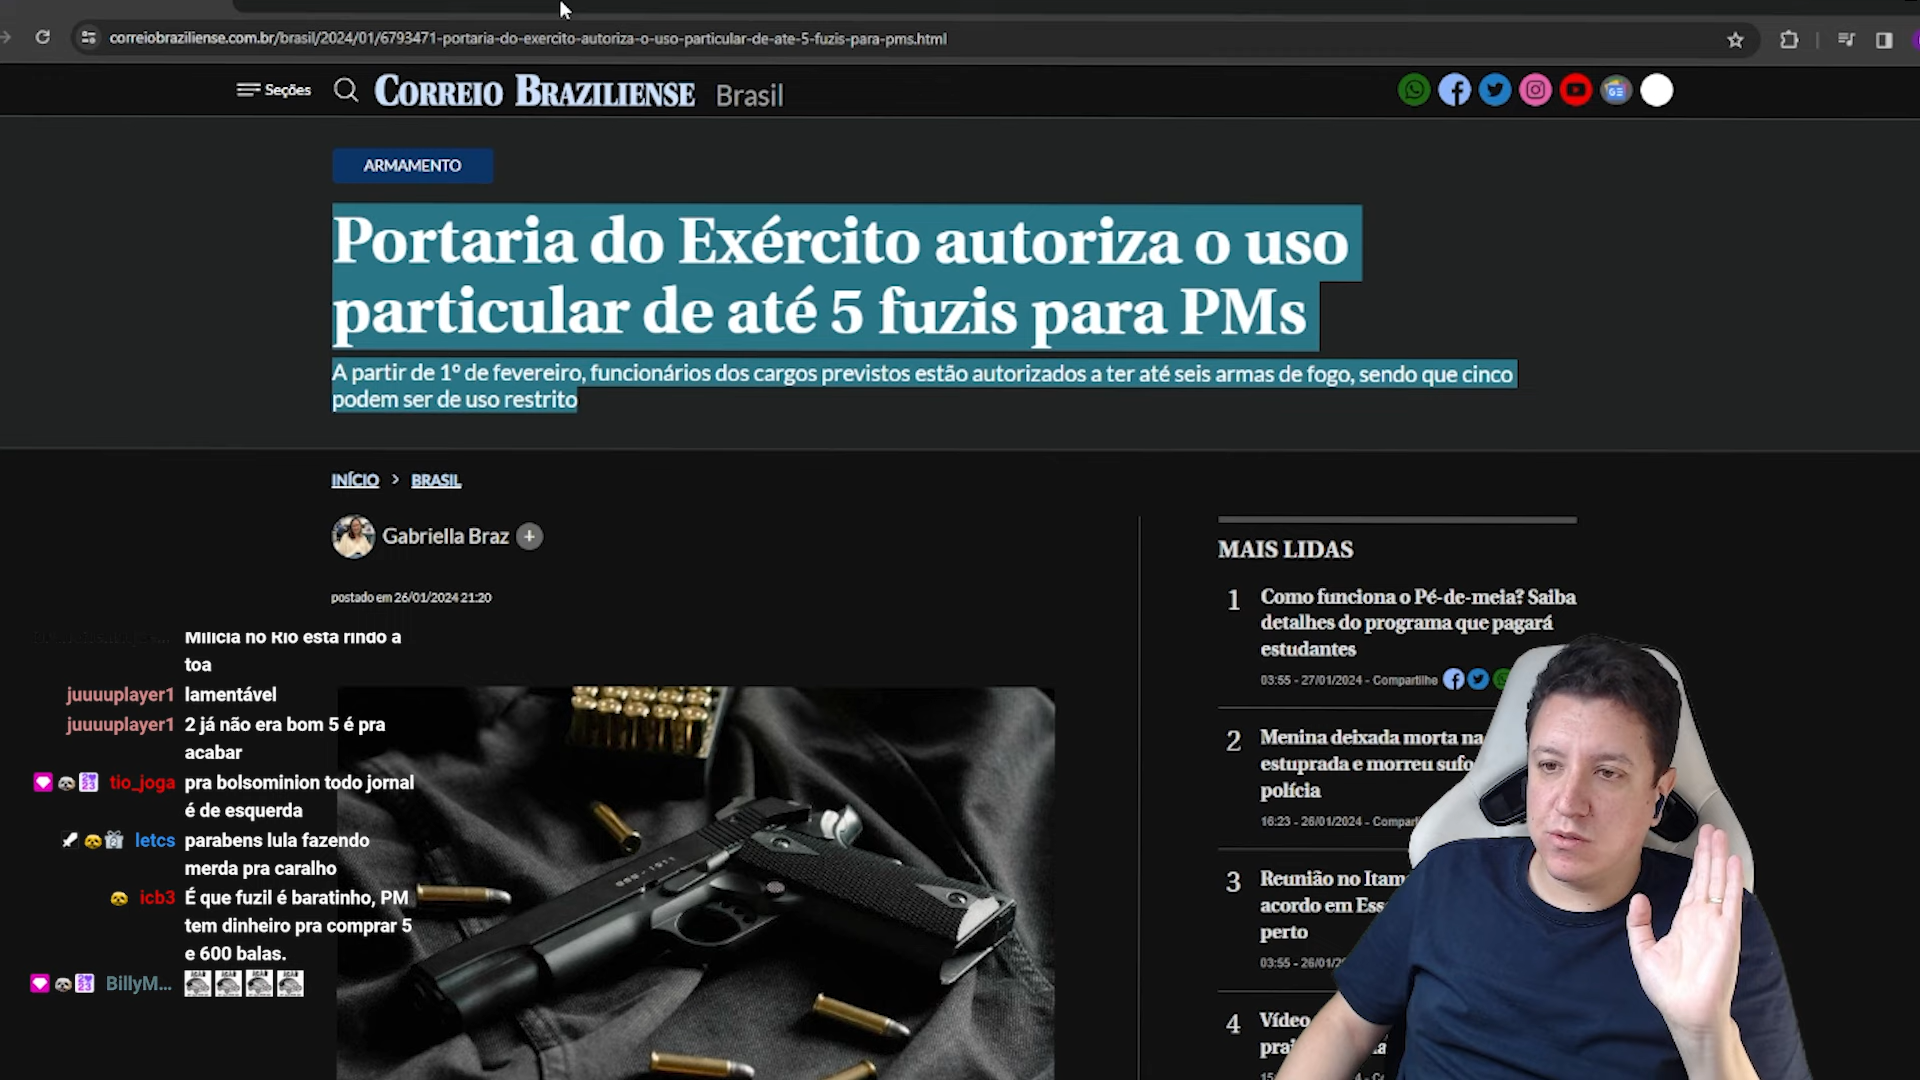 correiobraziliense.com.br/brasil/2024/01/6793471-portaria-do-exercito-autoriza-o-uso-particular-de-ate-5-fuzis-para-pms.html
Seções
CORREIO BRAZILIENSE Brasil
ARMAMENTO
Portaria do Exército autoriza o uso
particular de até 5 fuzis para PMs
A partir de 1º de fevereiro, funcionários dos cargos previstos estão autorizados a ter até seis armas de fogo, sendo que cinco
podem ser de uso restrito
INÍCIO > BRASIL
Gabriella Braz +
postado em 26/01/2024 21:20
Milícia no Rio está rindo a
toa
juuuuplayer1 lamentável
juuuuplayer1 2 já não era bom 5 é pra
acabar
tio_joga pra bolsominion todo jornal
é de esquerda
letcs parabens lula fazendo
merda pra caralho
icb3 É que fuzil é baratinho, PM
tem dinheiro pra comprar 5
e 600 balas.
BillyM...
MAIS LIDAS
1 Como funciona o Pé-de-meia? Saiba
detalhes do programa que pagará
estudantes
03:55 - 27/01/2024 - Compartilhe
2 Menina deixada morta na
estuprada e morreu sufo
polícia
16:23 - 26/01/2024 - Compart
3 Reunião no Itam
acordo em Ess
perto
03:55 - 26/01/2
4 Vídeo
prai